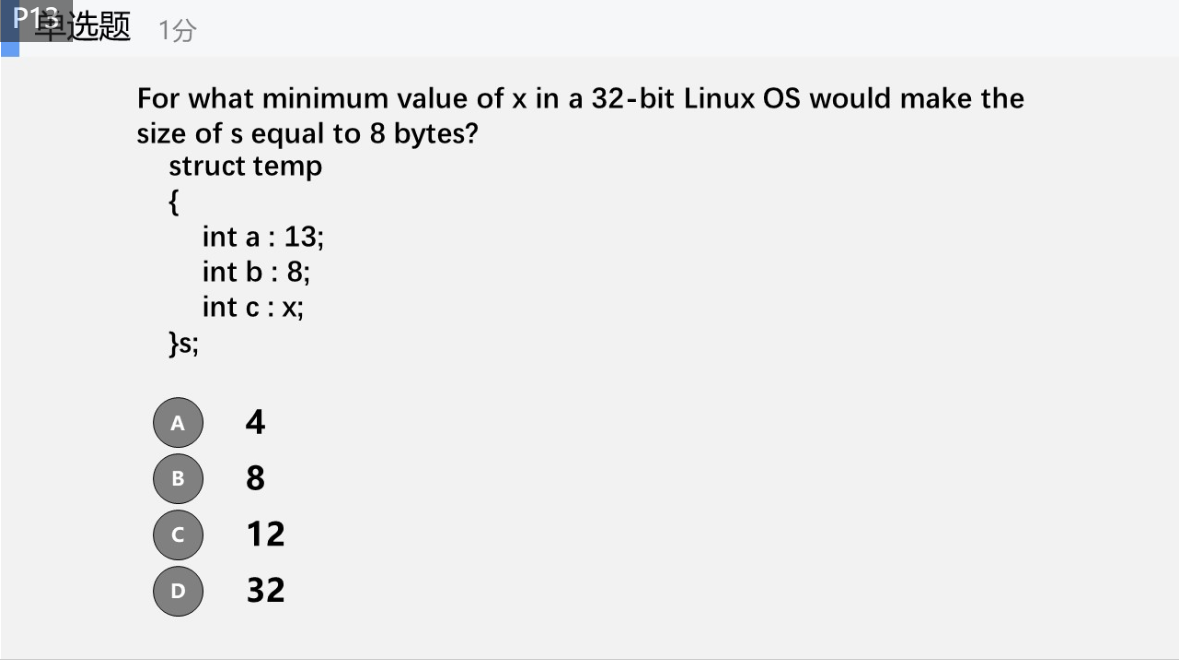 P13
单选题 1分
For what minimum value of x in a 32-bit Linux OS would make the
size of s equal to 8 bytes?
struct temp
{
int a : 13;
int b : 8;
int c : x;
}s;
A 4
B 8
C 12
D 32